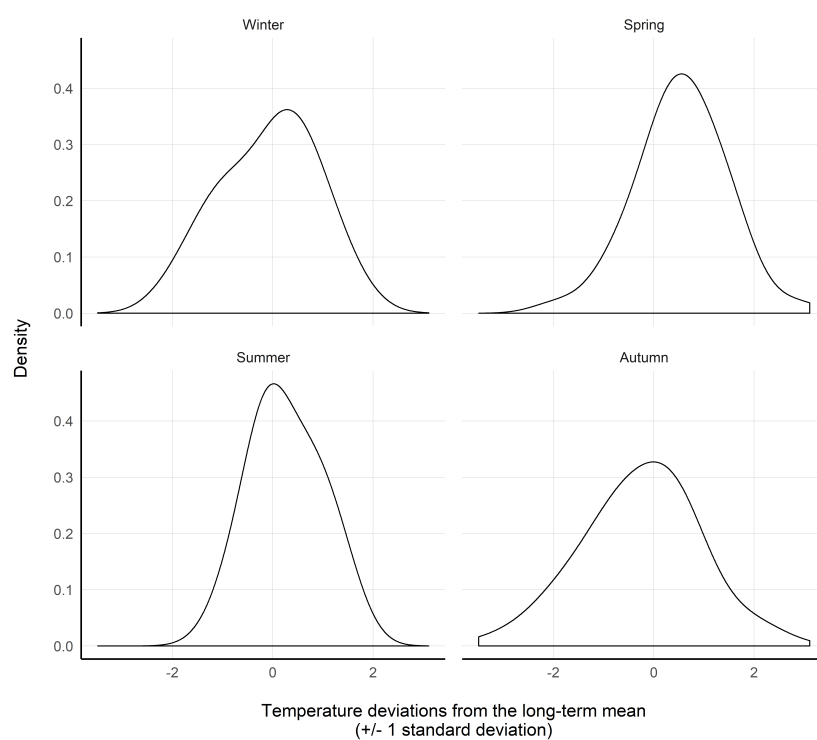 Winter
Spring
0.4
0.3
0.2
0.1
0.0
Density
Summer
Autumn
0.4
0.3
0.2
0.1
0.0
-2
0
2
-2
0
2
Temperature deviations from the long-term mean
(+/- 1 standard deviation)